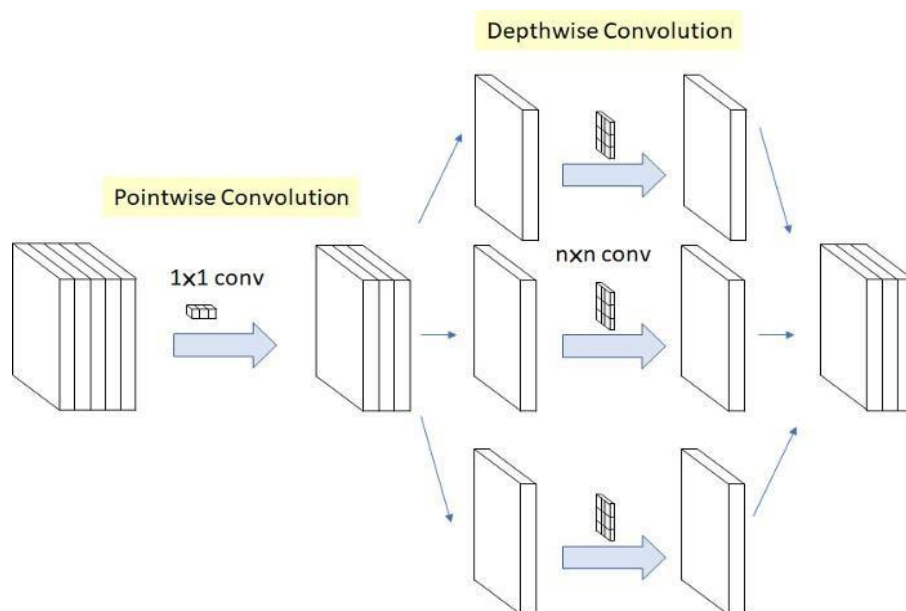 Depthwise Convolution
Pointwise Convolution
1x1 conv
nxn conv